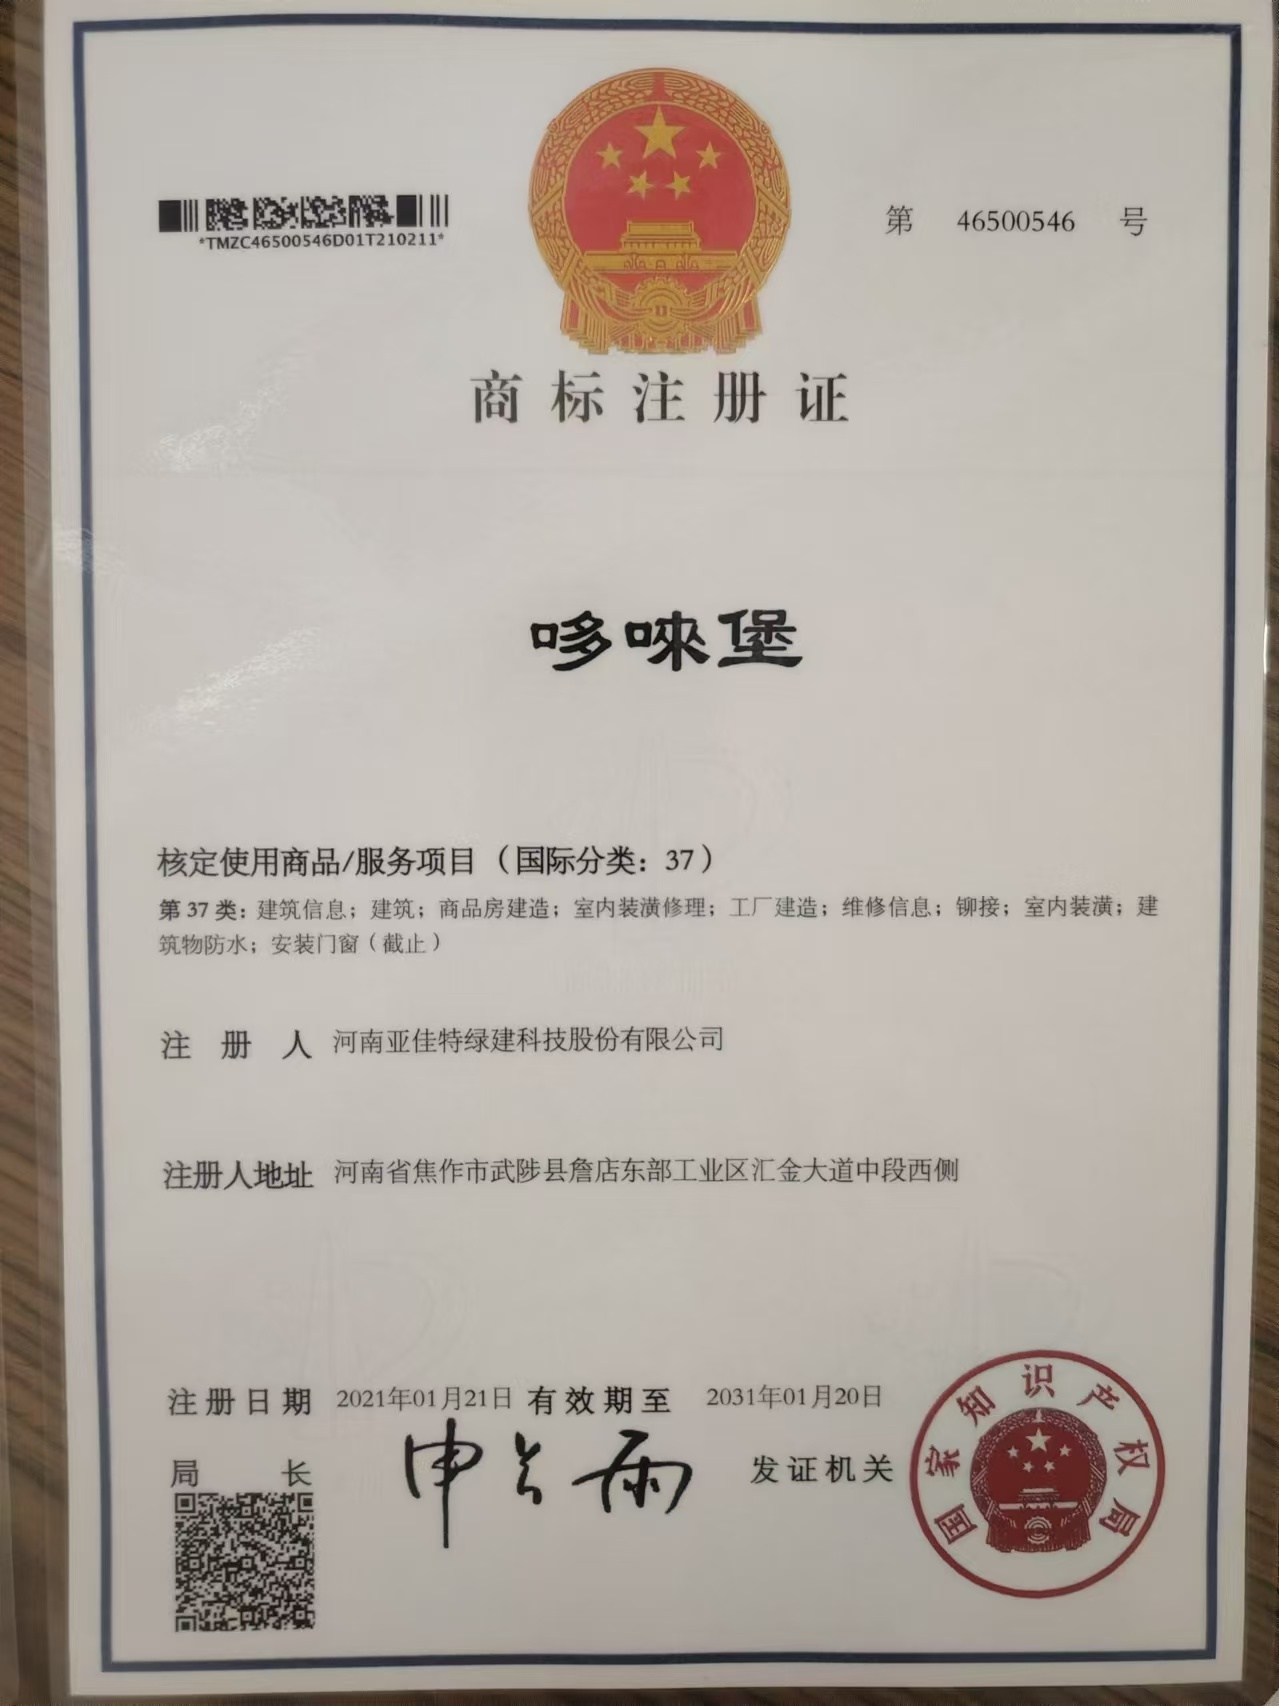 *TMZC46500546D01T210211*
第 46500546 号
商标注册证
哆唻堡
核定使用商品/服务项目（国际分类：37）
第 37 类：建筑信息；建筑；商品房建造；室内装潢修理；工厂建造；维修信息；铆接；室内装潢；建
筑物防水；安装门窗（截止）
注册人 河南亚佳特绿建科技股份有限公司
注册人地址 河南省焦作市武陟县詹店东部工业区汇金大道中段西侧
注册日期 2021年01月21日 有效期至 2031年01月20日
局长 申长雨 发证机关
国家知识产权局